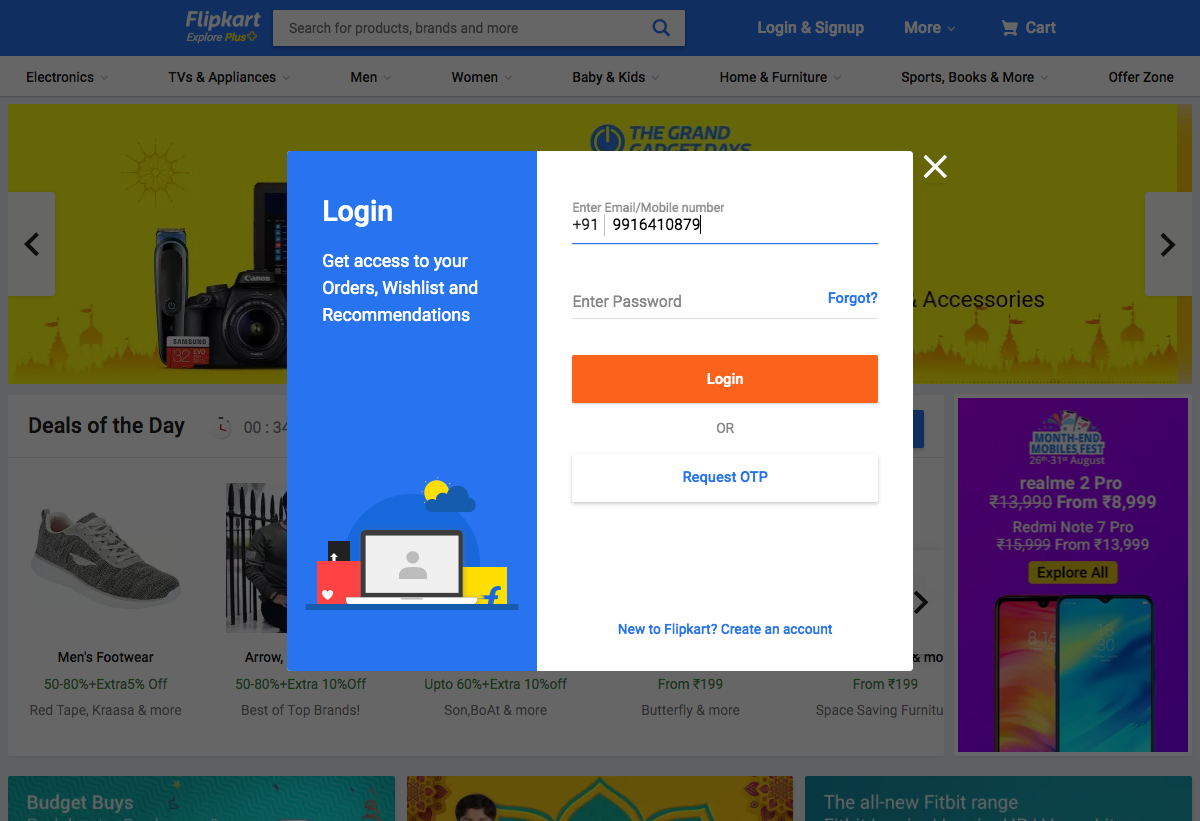 Flipkart
Explore Plus
Search for products, brands and more
Login & Signup
More
Cart
Electronics
TVs & Appliances
Men
Women
Baby & Kids
Home & Furniture
Sports, Books & More
Offer Zone
THE GRAND
GADGET DAYS
Canon
SAMSUNG
32 EVO
& Accessories
Login
Get access to your
Orders, Wishlist and
Recommendations
Enter Email/Mobile number
+91 9916410879
Enter Password
Forgot?
Login
OR
Request OTP
New to Flipkart? Create an account
Deals of the Day
00 : 34
Men's Footwear
50-80%+Extra5% Off
Red Tape, Kraasa & more
Arrow,
50-80%+Extra 10%Off
Best of Top Brands!
Upto 60%+Extra 10%off
Son,BoAt & more
From ₹199
Butterfly & more
& mo
From ₹199
Space Saving Furnitu
MONTH-END
MOBILES FEST
26th-31st August
realme 2 Pro
₹13,990 From ₹8,999
Redmi Note 7 Pro
₹15,999 From ₹13,999
Explore All
8:16
Budget Buys
The all-new Fitbit range